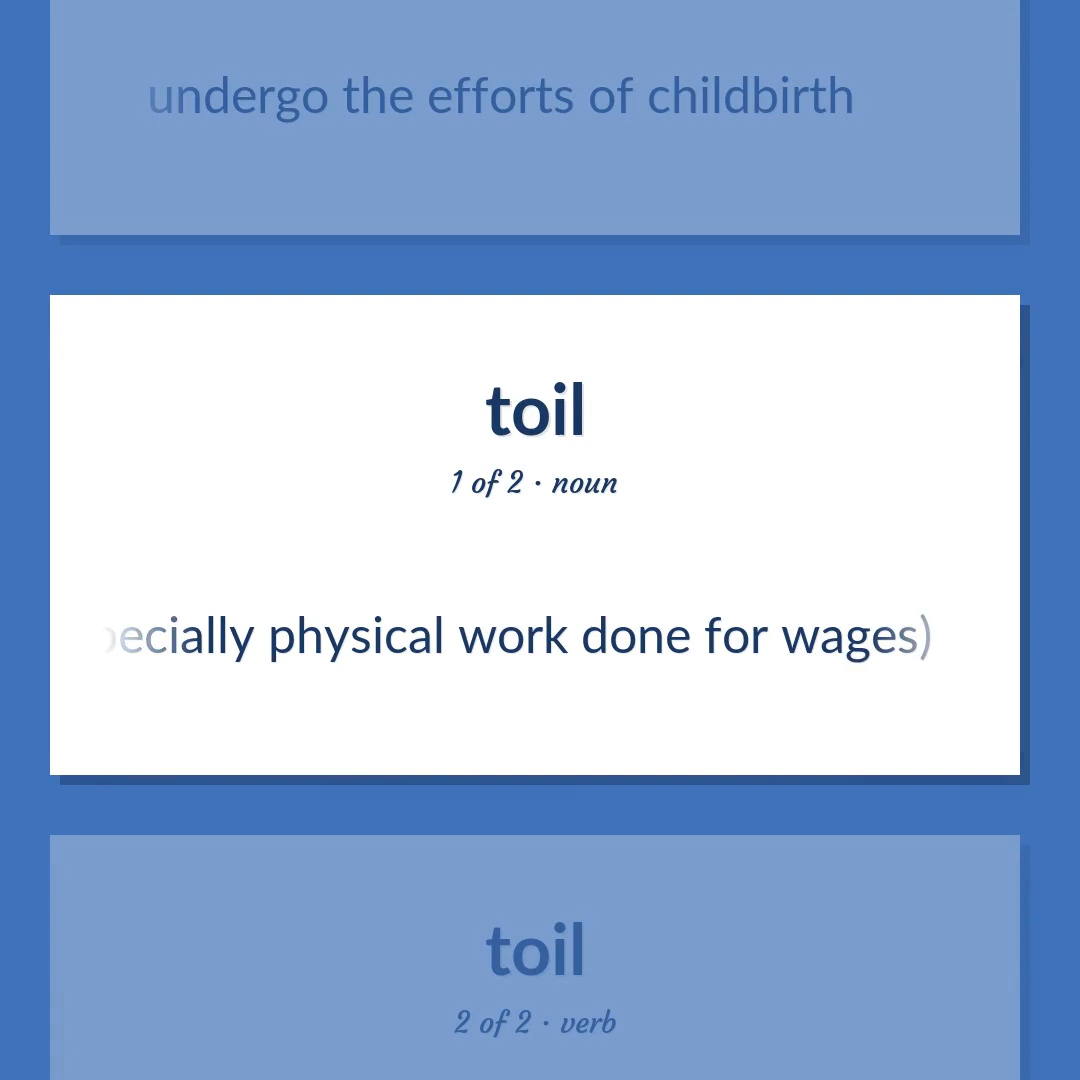 undergo the efforts of childbirth
toil
1 of 2 · noun
pecially physical work done for wages)
toil
2 of 2 · verb